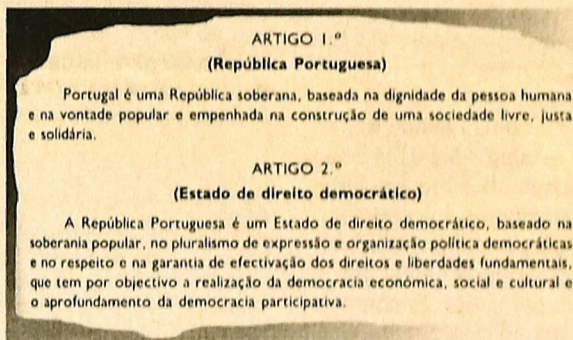 ARTIGO 1.º
(República Portuguesa)
Portugal é uma República soberana, baseada na dignidade da pessoa humana
e na vontade popular e empenhada na construção de uma sociedade livre, justa
e solidária.
ARTIGO 2.º
(Estado de direito democrático)
A República Portuguesa é um Estado de direito democrático, baseado na
soberania popular, no pluralismo de expressão e organização política democráticas
e no respeito e na garantia de efectivação dos direitos e liberdades fundamentais,
que tem por objectivo a realização da democracia económica, social e cultural e
o aprofundamento da democracia participativa.